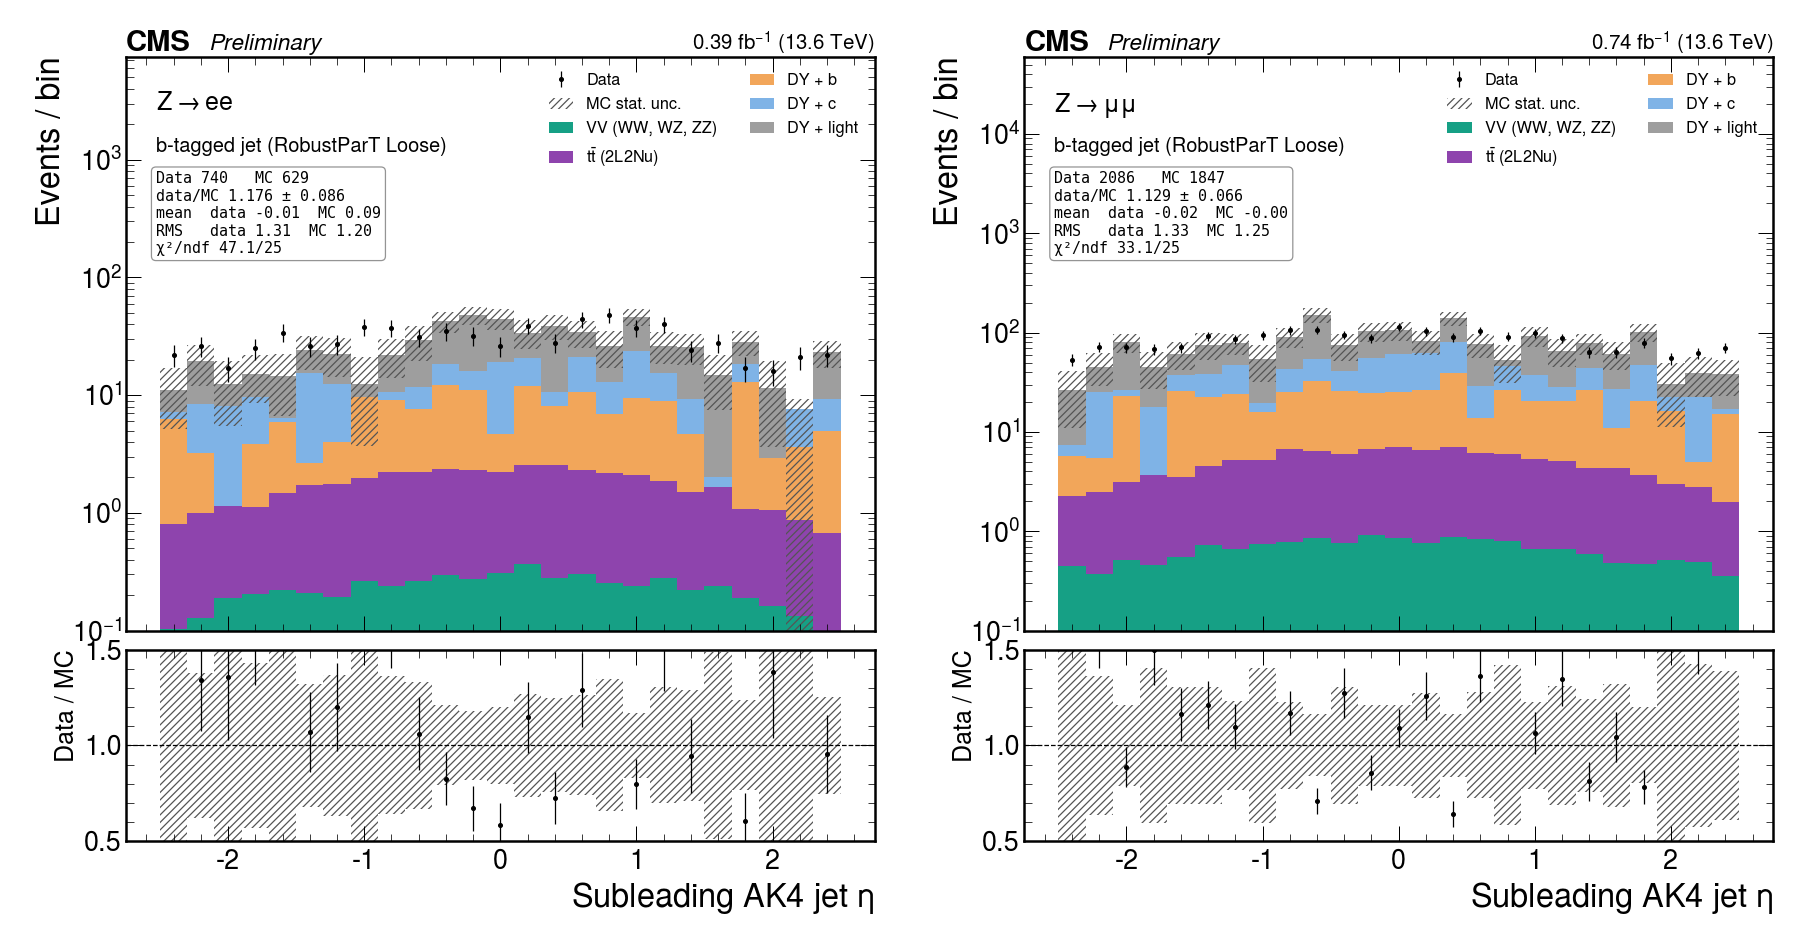 CMS Preliminary 0.39 fb⁻¹ (13.6 TeV)
Events / bin
Z → ee
b-tagged jet (RobustParT Loose)
Data 740 MC 629
data/MC 1.176 ± 0.086
mean data -0.01 MC 0.09
RMS data 1.31 MC 1.20
χ²/ndf 47.1/25
Data
MC stat. unc.
VV (WW, WZ, ZZ)
tt̄ (2L2Nu)
DY + b
DY + c
DY + light
10³
10²
10¹
10⁰
10⁻¹
Data / MC
1.5
1.0
0.5
-2 -1 0 1 2
Subleading AK4 jet η
CMS Preliminary 0.74 fb⁻¹ (13.6 TeV)
Events / bin
Z → μμ
b-tagged jet (RobustParT Loose)
Data 2086 MC 1847
data/MC 1.129 ± 0.066
mean data -0.02 MC -0.00
RMS data 1.33 MC 1.25
χ²/ndf 33.1/25
Data
MC stat. unc.
VV (WW, WZ, ZZ)
tt̄ (2L2Nu)
DY + b
DY + c
DY + light
10⁴
10³
10²
10¹
10⁰
10⁻¹
Data / MC
1.5
1.0
0.5
-2 -1 0 1 2
Subleading AK4 jet η